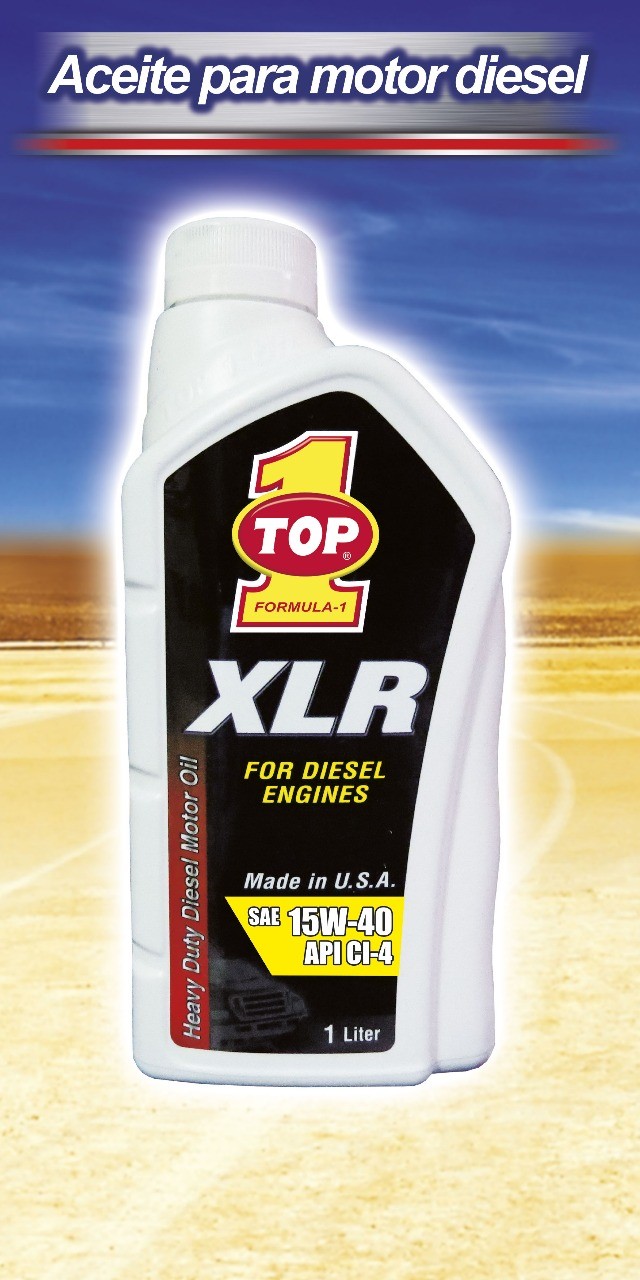 Aceite para motor diesel
1
TOP®
FORMULA-1
XLR
FOR DIESEL
ENGINES
Heavy Duty Diesel Motor Oil
Made in U.S.A.
SAE 15W-40
API CI-4
1 Liter